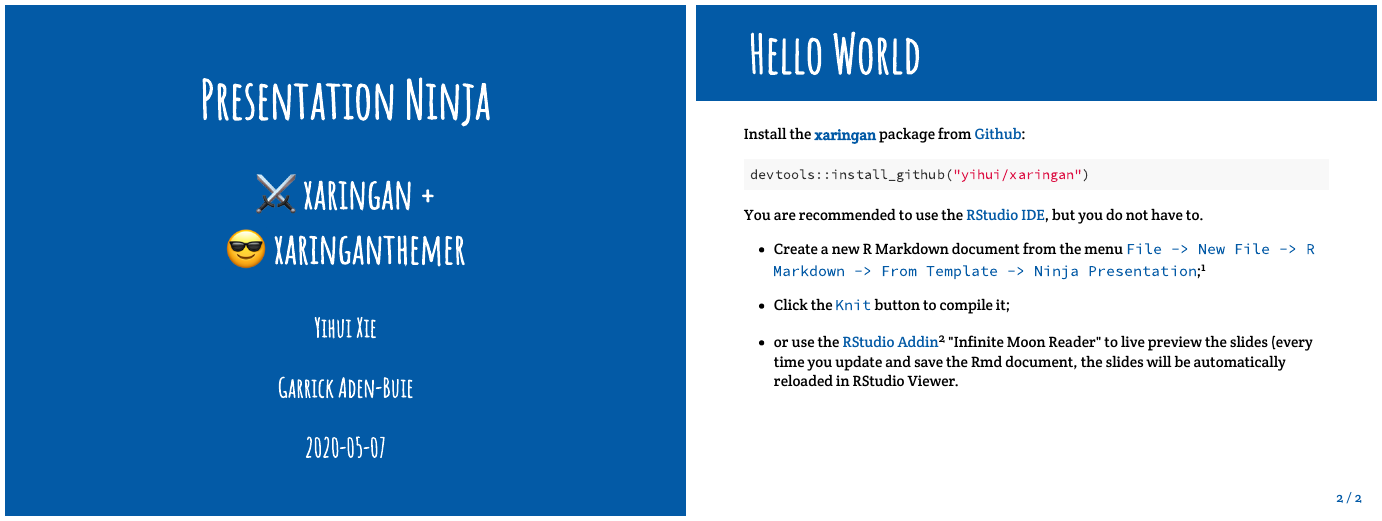 Presentation Ninja
⚔️ xaringan +
😎 xaringanthemer
Yihui Xie
Garrick Aden-Buie
2020-05-07
Hello World
Install the xaringan package from Github:
devtools::install_github("yihui/xaringan")
You are recommended to use the RStudio IDE, but you do not have to.
• Create a new R Markdown document from the menu File -> New File -> R
Markdown -> From Template -> Ninja Presentation;¹
• Click the Knit button to compile it;
• or use the RStudio Addin² "Infinite Moon Reader" to live preview the slides (every
time you update and save the Rmd document, the slides will be automatically
reloaded in RStudio Viewer.
2 / 2